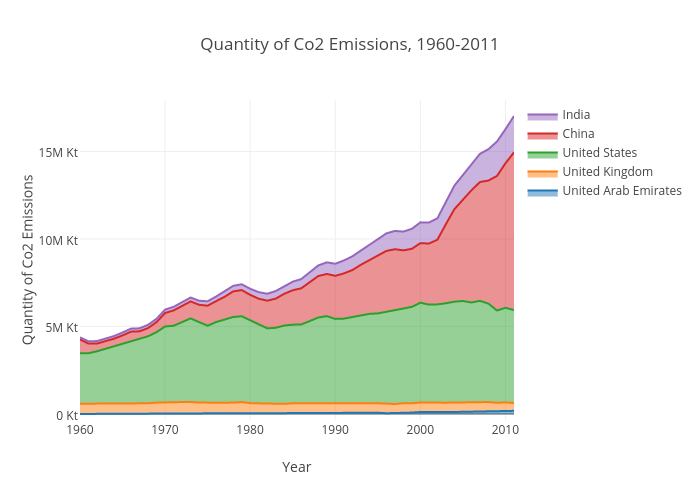 Quantity of Co2 Emissions, 1960-2011
India
China
United States
United Kingdom
United Arab Emirates
Quantity of Co2 Emissions
15M Kt
10M Kt
5M Kt
0 Kt
1960
1970
1980
1990
2000
2010
Year